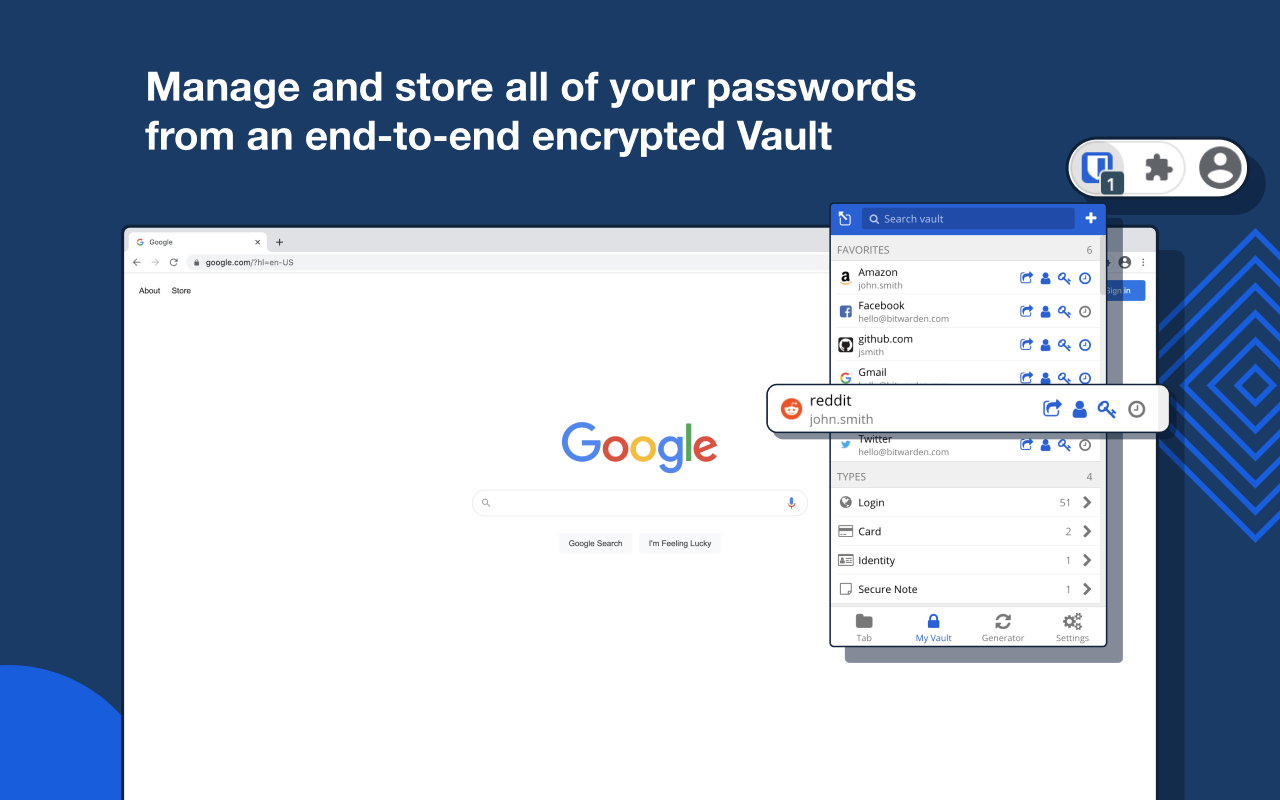 Manage and store all of your passwords
from an end-to-end encrypted Vault
1
Google
google.com/?hl=en-US
About Store
Sign in
Search vault
FAVORITES 6
Amazon
john.smith
Facebook
hello@bitwarden.com
github.com
jsmith
Gmail
reddit
john.smith
Twitter
hello@bitwarden.com
TYPES 4
Login 51
Card 2
Identity 1
Secure Note 1
Tab My Vault Generator Settings
Google
Google Search I'm Feeling Lucky